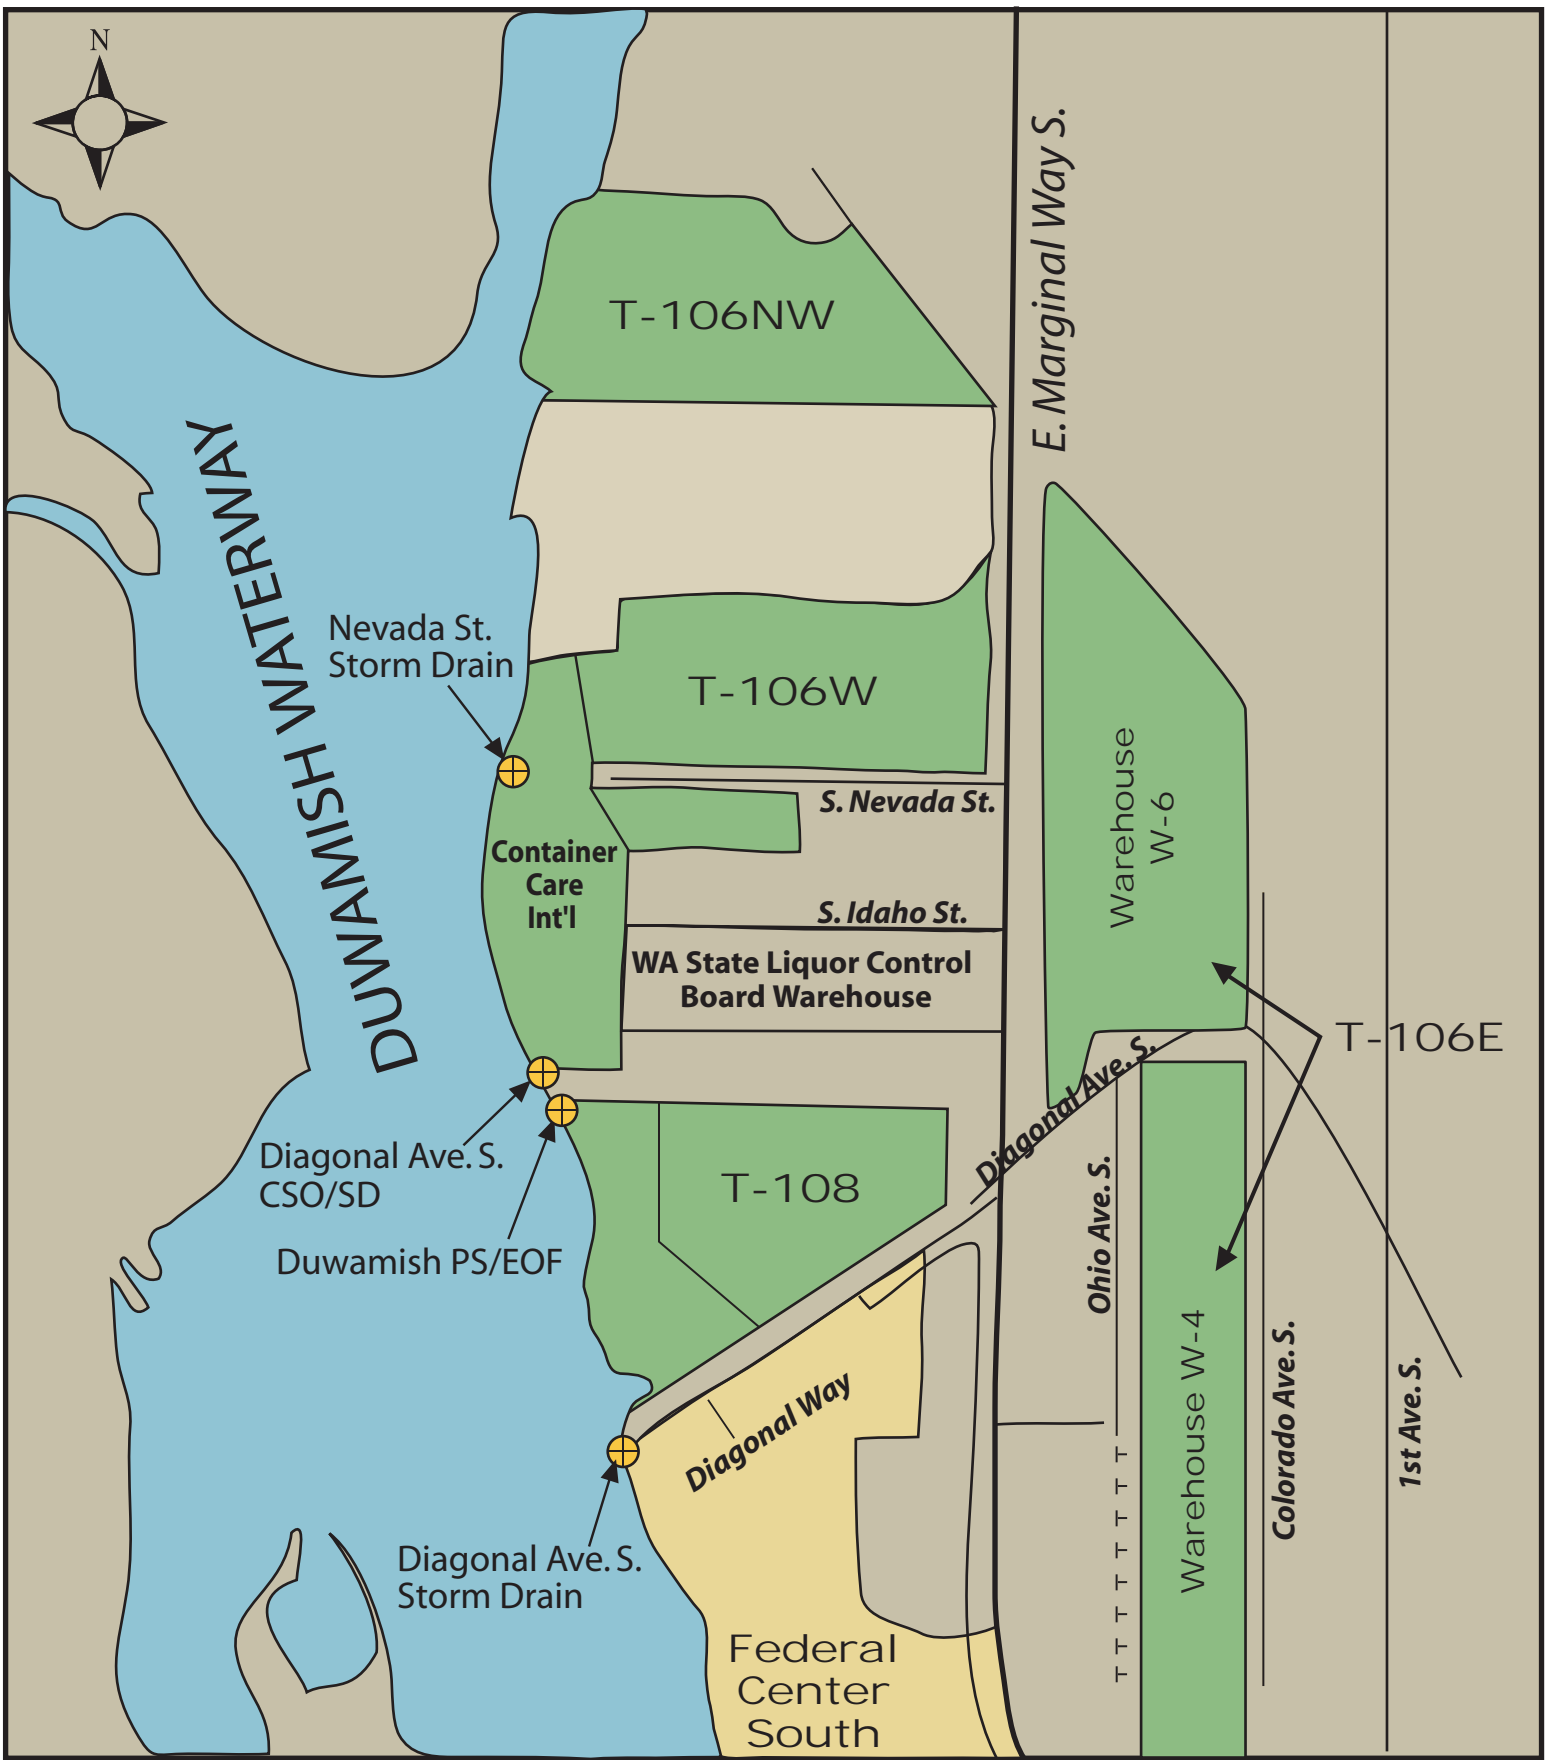 N
E. Marginal Way S.
T-106NW
DUWAMISH WATERWAY
Nevada St.
Storm Drain
T-106W
S. Nevada St.
Warehouse
W-6
Container
Care
Int'l
S. Idaho St.
WA State Liquor Control
Board Warehouse
T-106E
Diagonal Ave. S.
Diagonal Ave. S.
CSO/SD
T-108
Duwamish PS/EOF
Ohio Ave. S.
Warehouse W-4
Colorado Ave. S.
1st Ave. S.
Diagonal Way
Diagonal Ave. S.
Storm Drain
Federal
Center
South